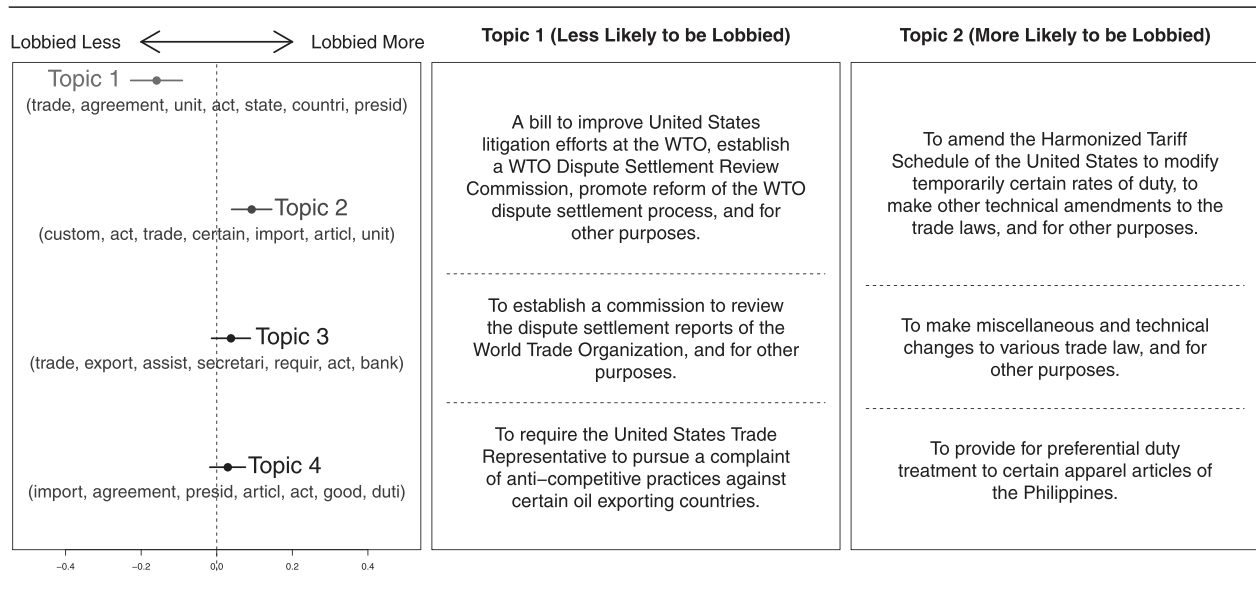 Lobbied Less
Lobbied More
Topic 1
(trade, agreement, unit, act, state, countri, presid)
Topic 2
(custom, act, trade, certain, import, articl, unit)
Topic 3
(trade, export, assist, secretari, requir, act, bank)
Topic 4
(import, agreement, presid, articl, act, good, duti)
−0.4
−0.2
0.0
0.2
0.4
Topic 1 (Less Likely to be Lobbied)
A bill to improve United States
litigation efforts at the WTO, establish
a WTO Dispute Settlement Review
Commission, promote reform of the WTO
dispute settlement process, and for
other purposes.
To establish a commission to review
the dispute settlement reports of the
World Trade Organization, and for other
purposes.
To require the United States Trade
Representative to pursue a complaint
of anti−competitive practices against
certain oil exporting countries.
Topic 2 (More Likely to be Lobbied)
To amend the Harmonized Tariff
Schedule of the United States to modify
temporarily certain rates of duty, to
make other technical amendments to the
trade laws, and for other purposes.
To make miscellaneous and technical
changes to various trade law, and for
other purposes.
To provide for preferential duty
treatment to certain apparel articles of
the Philippines.